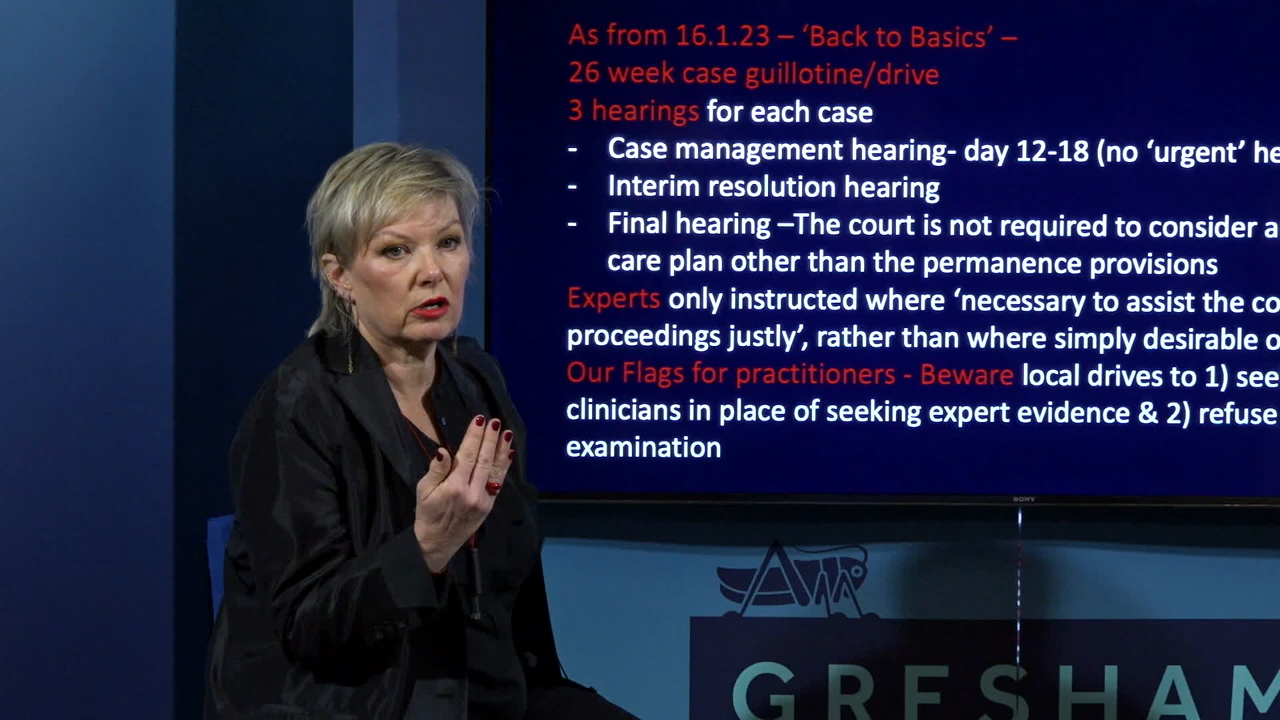 As from 16.1.23 – ‘Back to Basics’ –
26 week case guillotine/drive
3 hearings for each case
- Case management hearing- day 12-18 (no ‘urgent’ he
- Interim resolution hearing
- Final hearing –The court is not required to consider a
care plan other than the permanence provisions
Experts only instructed where ‘necessary to assist the co
proceedings justly’, rather than where simply desirable o
Our Flags for practitioners - Beware local drives to 1) see
clinicians in place of seeking expert evidence & 2) refuse
examination
SONY
GRESHAM